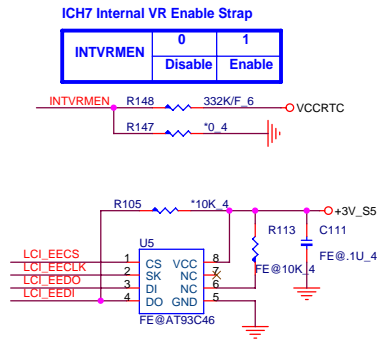 ICH7 Internal VR Enable Strap
INTVRMEN 0 1
Disable Enable
INTVRMEN R148 332K/F_6 VCCRTC
R147 *0_4
R105 *10K_4 +3V_S5
U5 R113 C111
LCI_EECS 1 CS VCC 8
LCI_EECLK 2 SK NC 7
LCI_EEDO 3 DI NC 6
LCI_EEDI 4 DO GND 5
FE@10K_4 FE@.1U_4
FE@AT93C46